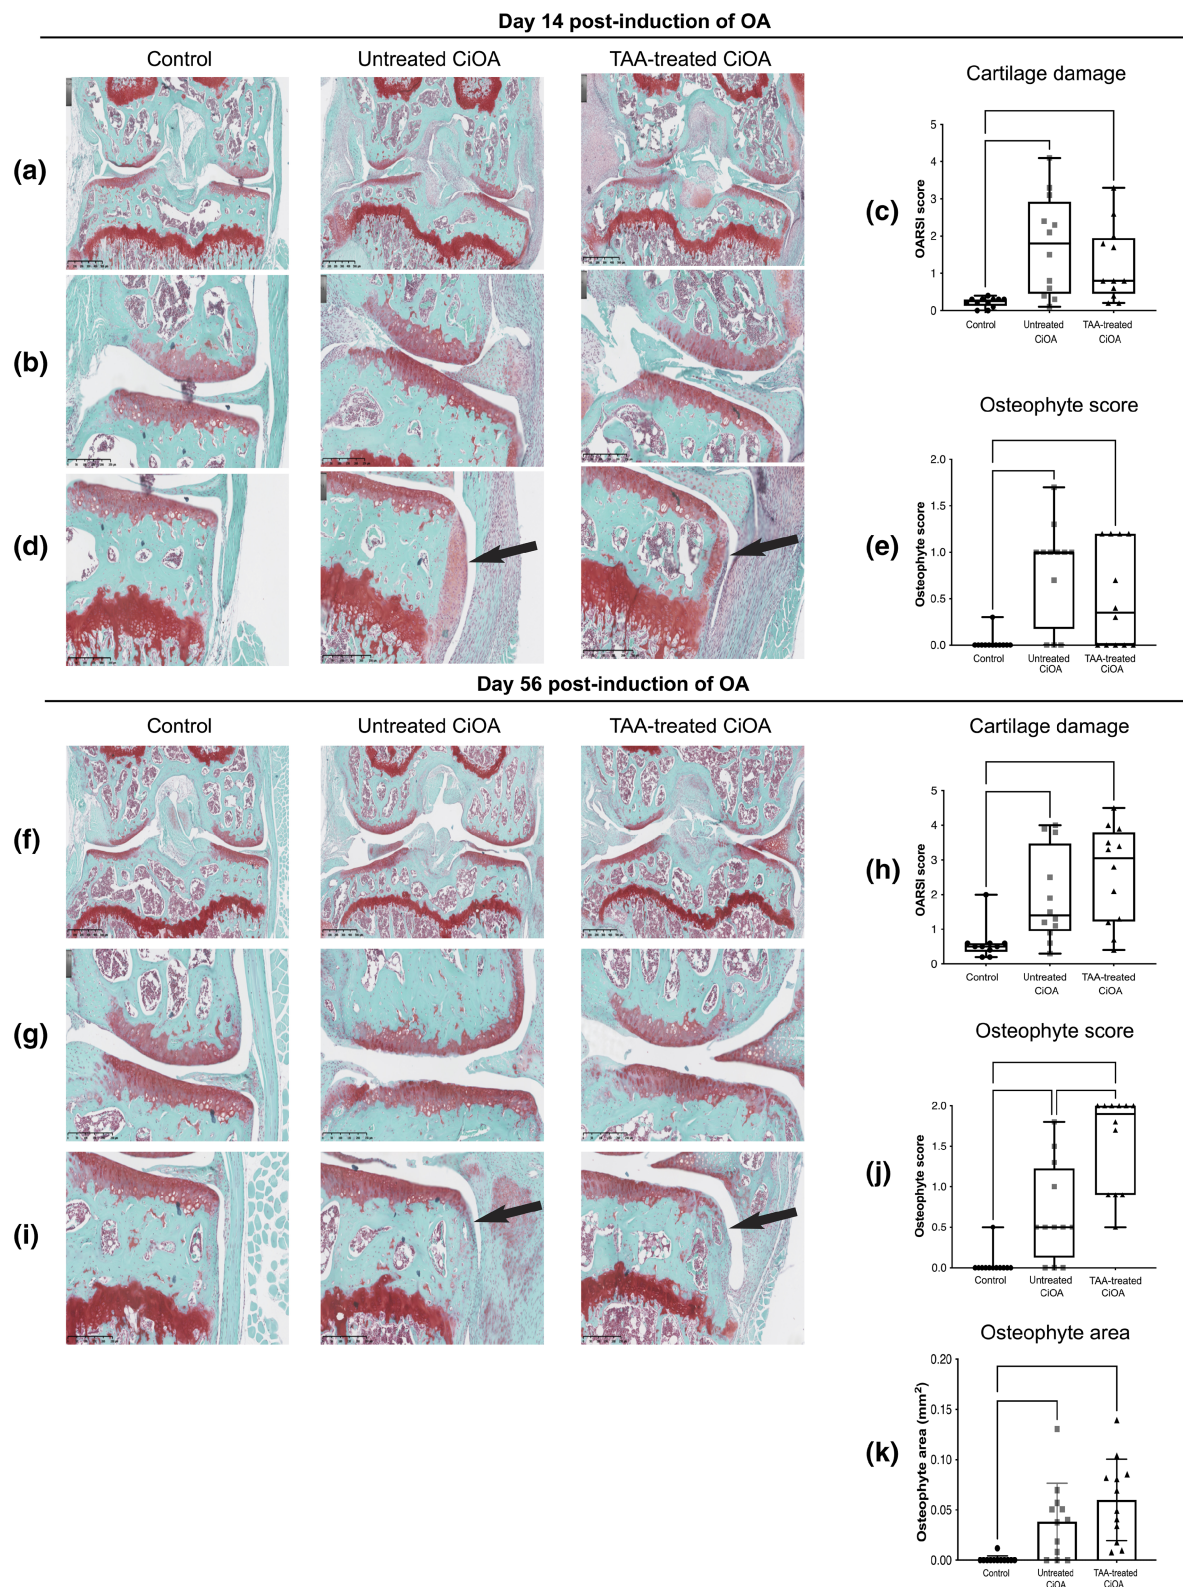 Day 14 post-induction of OA
Control
Untreated CiOA
TAA-treated CiOA
(a)
(b)
(d)
Cartilage damage
(c)
OARSI score
5
4
3
2
1
0
Control
Untreated CiOA
TAA-treated CiOA
Osteophyte score
(e)
Osteophyte score
2.0
1.5
1.0
0.5
0.0
Control
Untreated CiOA
TAA-treated CiOA
Day 56 post-induction of OA
Control
Untreated CiOA
TAA-treated CiOA
(f)
(g)
(i)
Cartilage damage
(h)
OARSI score
5
4
3
2
1
0
Control
Untreated CiOA
TAA-treated CiOA
Osteophyte score
(j)
Osteophyte score
2.0
1.5
1.0
0.5
0.0
Control
Untreated CiOA
TAA-treated CiOA
Osteophyte area
(k)
Osteophyte area (mm²)
0.20
0.15
0.10
0.05
0.00
Control
Untreated CiOA
TAA-treated CiOA